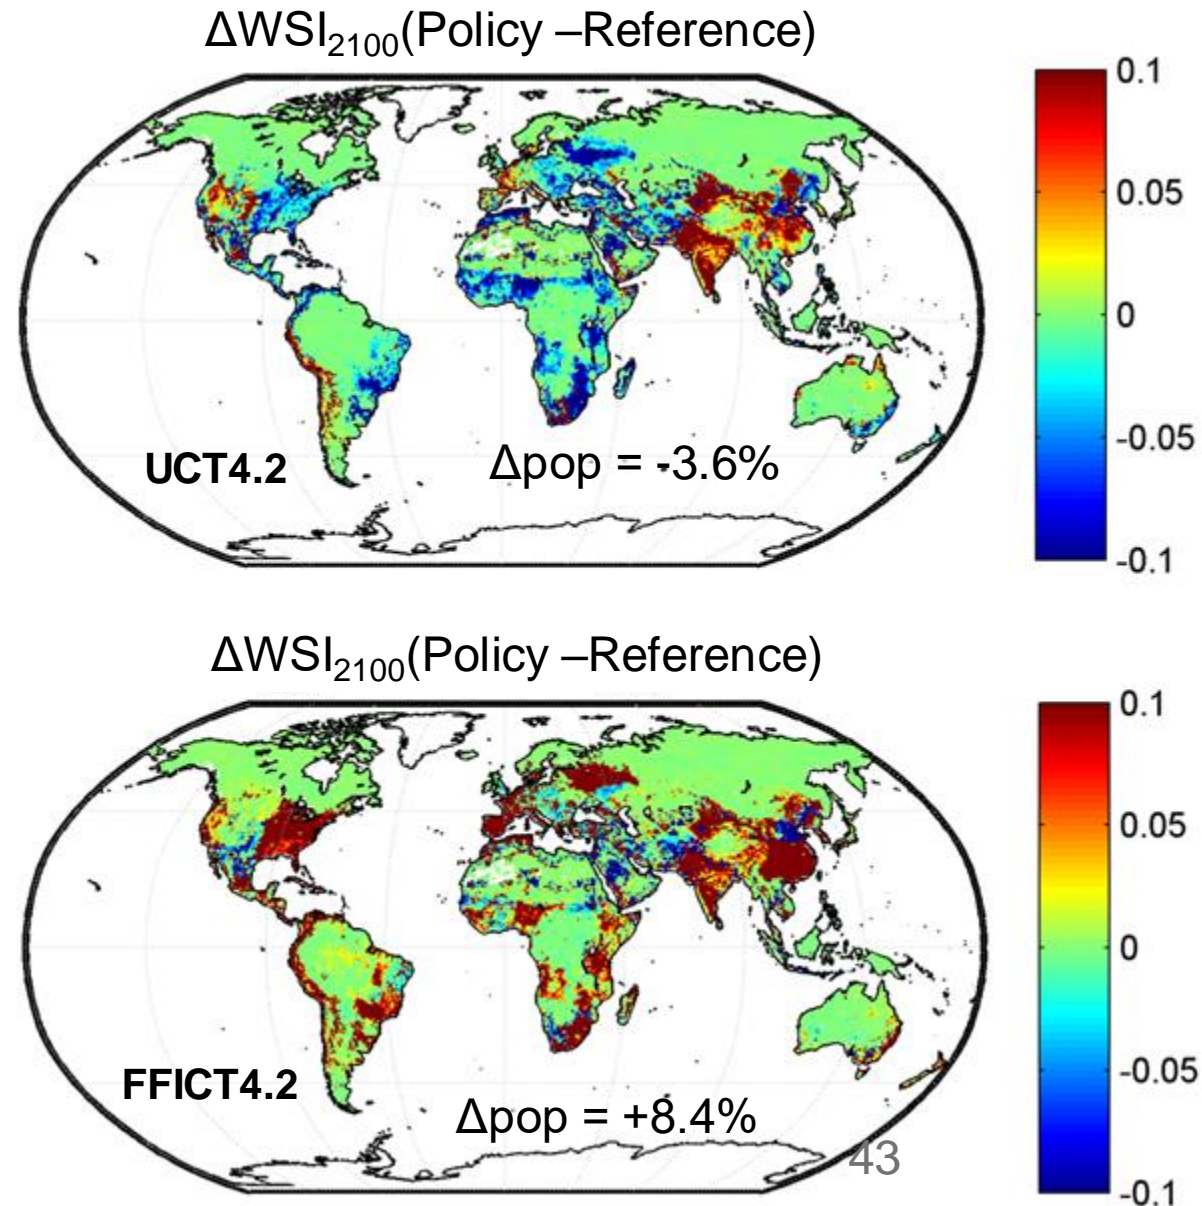 ΔWSI₂₁₀₀(Policy –Reference)
0.1
0.05
0
-0.05
-0.1
UCT4.2
Δpop = -3.6%
ΔWSI₂₁₀₀(Policy –Reference)
0.1
0.05
0
-0.05
-0.1
FFICT4.2
Δpop = +8.4%
43